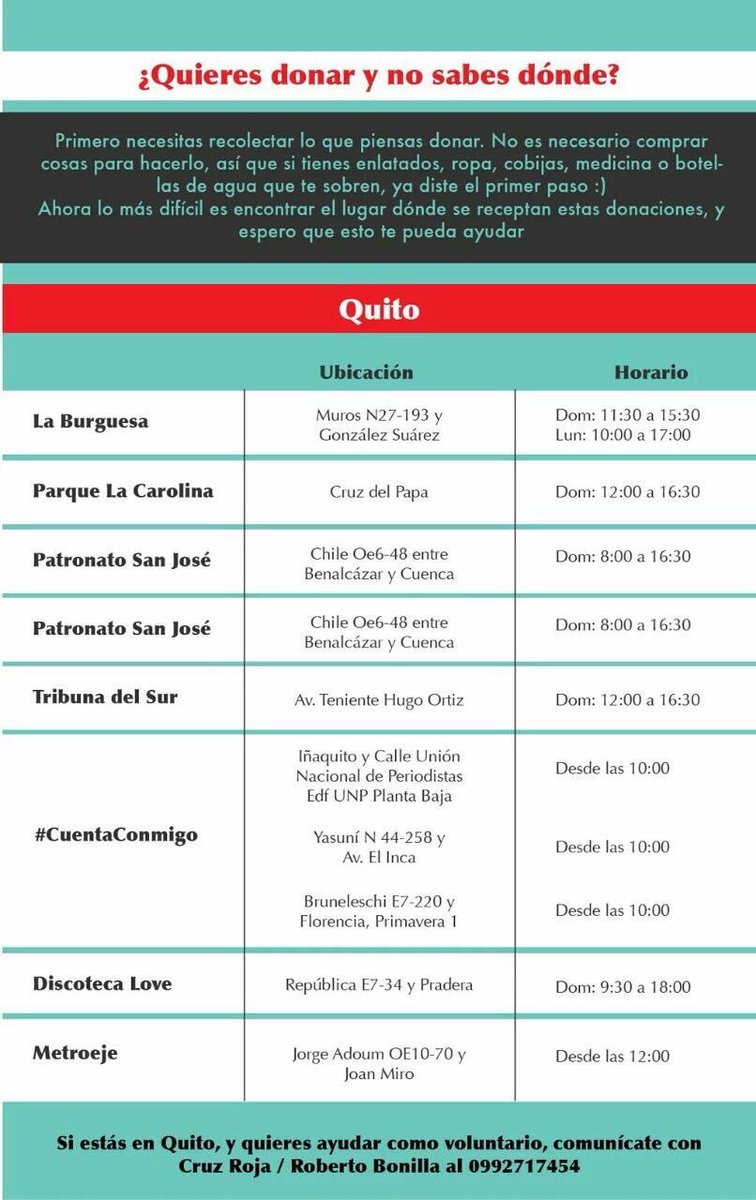 ¿Quieres donar y no sabes dónde?
Primero necesitas recolectar lo que piensas donar. No es necesario comprar
cosas para hacerlo, así que si tienes enlatados, ropa, cobijas, medicina o botel-
las de agua que te sobren, ya diste el primer paso :)
Ahora lo más difícil es encontrar el lugar dónde se receptan estas donaciones, y
espero que esto te pueda ayudar
Quito
Ubicación
Horario
La Burguesa
Muros N27-193 y
González Suárez
Dom: 11:30 a 15:30
Lun: 10:00 a 17:00
Parque La Carolina
Cruz del Papa
Dom: 12:00 a 16:30
Patronato San José
Chile Oe6-48 entre
Benalcázar y Cuenca
Dom: 8:00 a 16:30
Patronato San José
Chile Oe6-48 entre
Benalcázar y Cuenca
Dom: 8:00 a 16:30
Tribuna del Sur
Av. Teniente Hugo Ortiz
Dom: 12:00 a 16:30
#CuentaConmigo
Iñaquito y Calle Unión
Nacional de Periodistas
Edf UNP Planta Baja
Desde las 10:00
Yasuní N 44-258 y
Av. El Inca
Desde las 10:00
Bruneleschi E7-220 y
Florencia, Primavera 1
Desde las 10:00
Discoteca Love
República E7-34 y Pradera
Dom: 9:30 a 18:00
Metroeje
Jorge Adoum OE10-70 y
Joan Miro
Desde las 12:00
Si estás en Quito, y quieres ayudar como voluntario, comunícate con
Cruz Roja / Roberto Bonilla al 0992717454